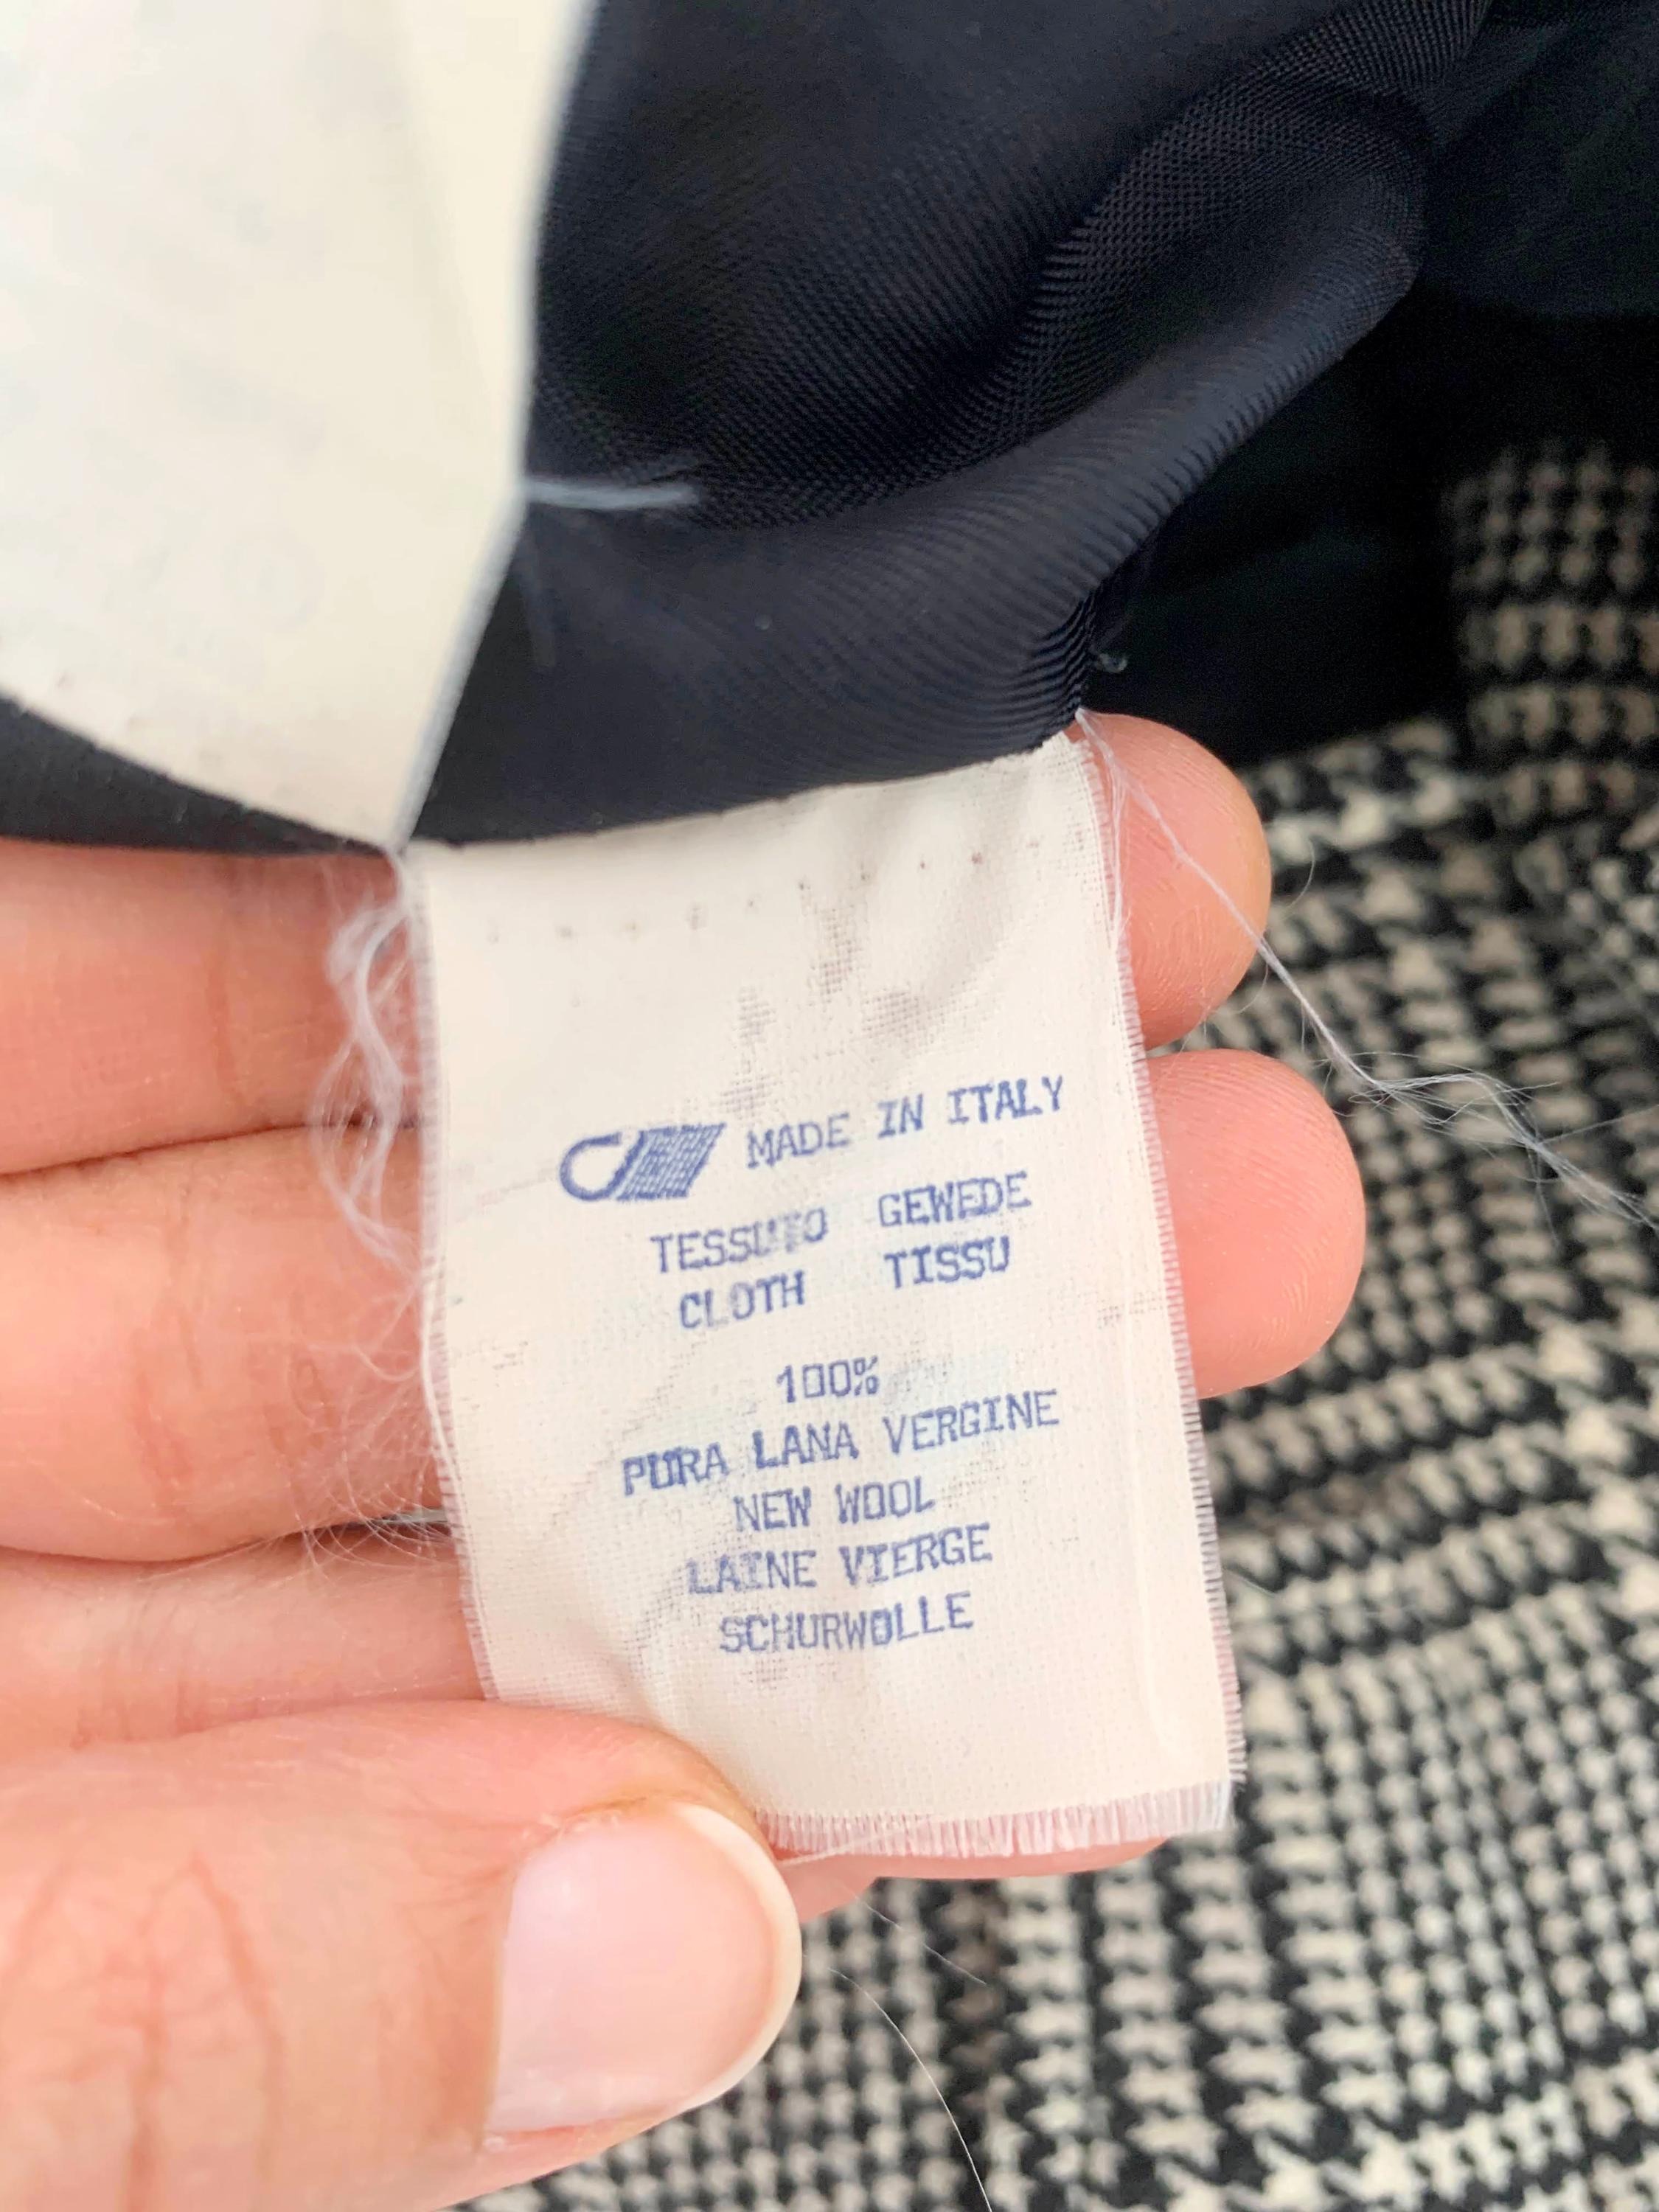 MADE IN ITALY
TESSUTO GEWEDE
CLOTH TISSU
100%
PURA LANA VERGINE
NEW WOOL
LAINE VIERGE
SCHURWOLLE